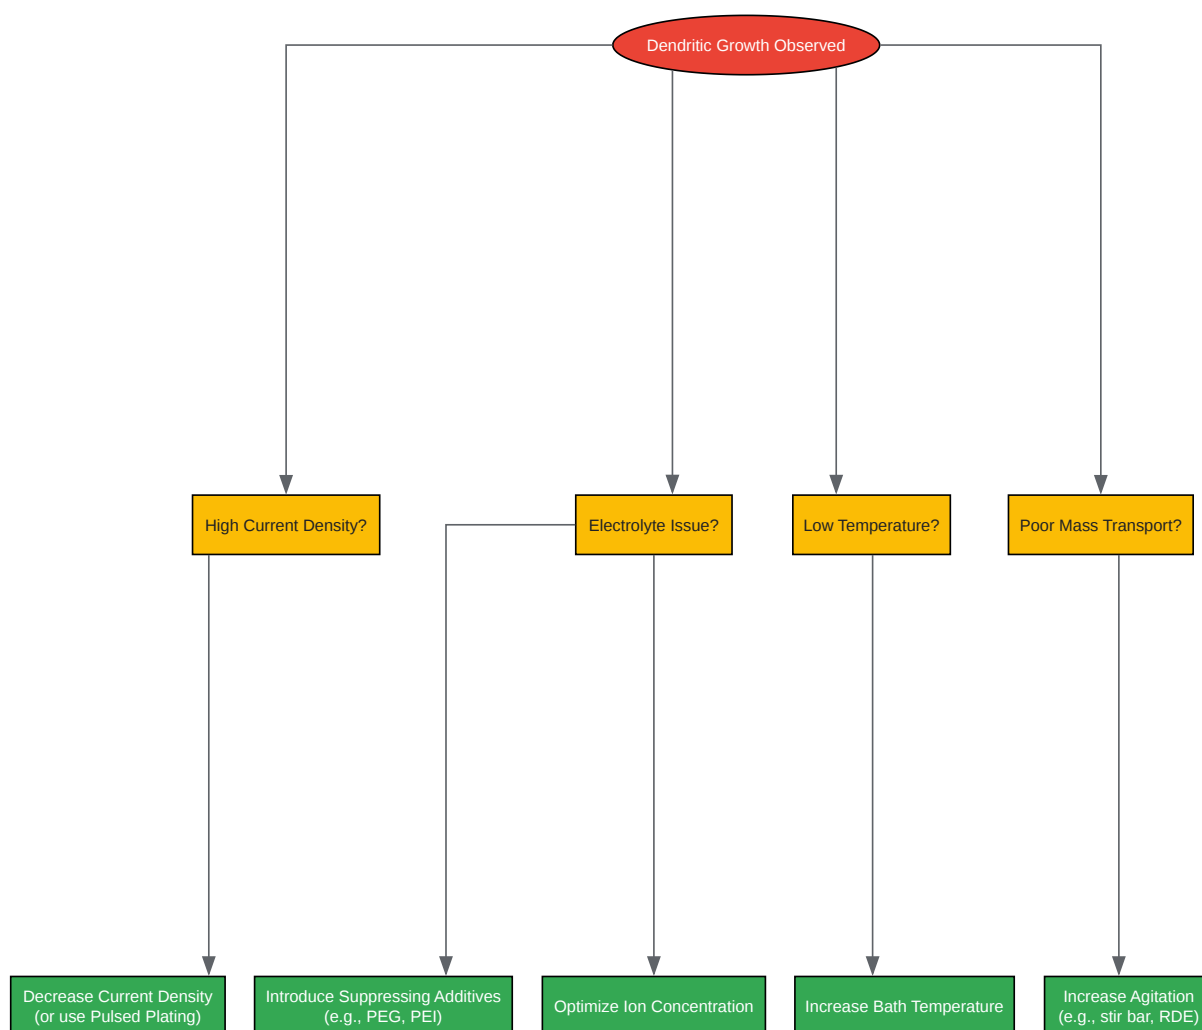 Dendritic Growth Observed
High Current Density?
Electrolyte Issue?
Low Temperature?
Poor Mass Transport?
Decrease Current Density
(or use Pulsed Plating)
Introduce Suppressing Additives
(e.g., PEG, PEI)
Optimize Ion Concentration
Increase Bath Temperature
Increase Agitation
(e.g., stir bar, RDE)